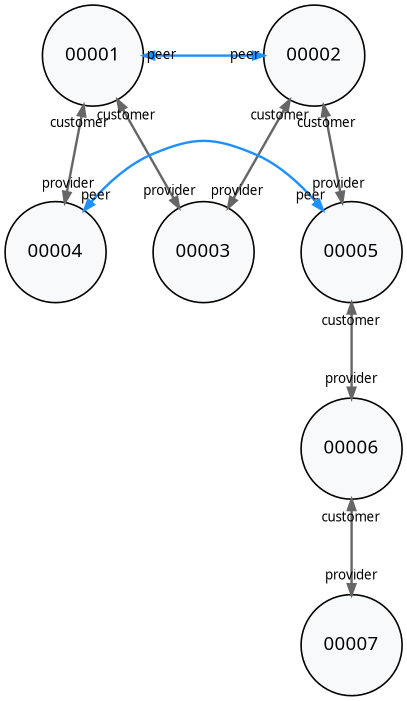 00001
peer
peer
00002
customer
customer
customer
customer
provider
provider
provider
provider
peer
peer
00004
00003
00005
customer
provider
00006
customer
provider
00007